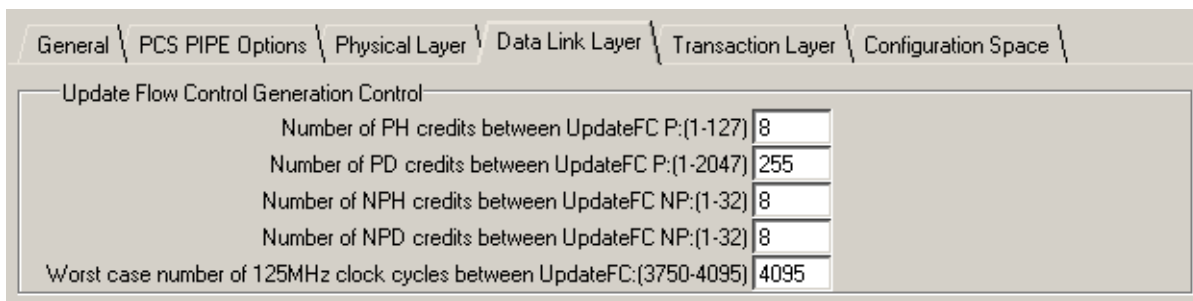 General PCS PIPE Options Physical Layer Data Link Layer Transaction Layer Configuration Space
Update Flow Control Generation Control
Number of PH credits between UpdateFC P:(1-127) 8
Number of PD credits between UpdateFC P:(1-2047) 255
Number of NPH credits between UpdateFC NP:(1-32) 8
Number of NPD credits between UpdateFC NP:(1-32) 8
Worst case number of 125MHz clock cycles between UpdateFC:(3750-4095) 4095